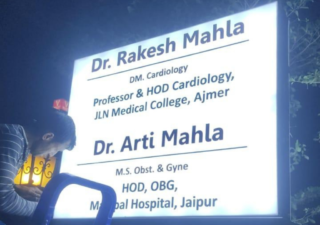 Dr. Rakesh Mahla
DM. Cardiology
Professor & HOD Cardiology,
JLN Medical College, Ajmer
Dr. Arti Mahla
M.S. Obst. & Gyne
HOD, OBG,
Hospital, Jaipur